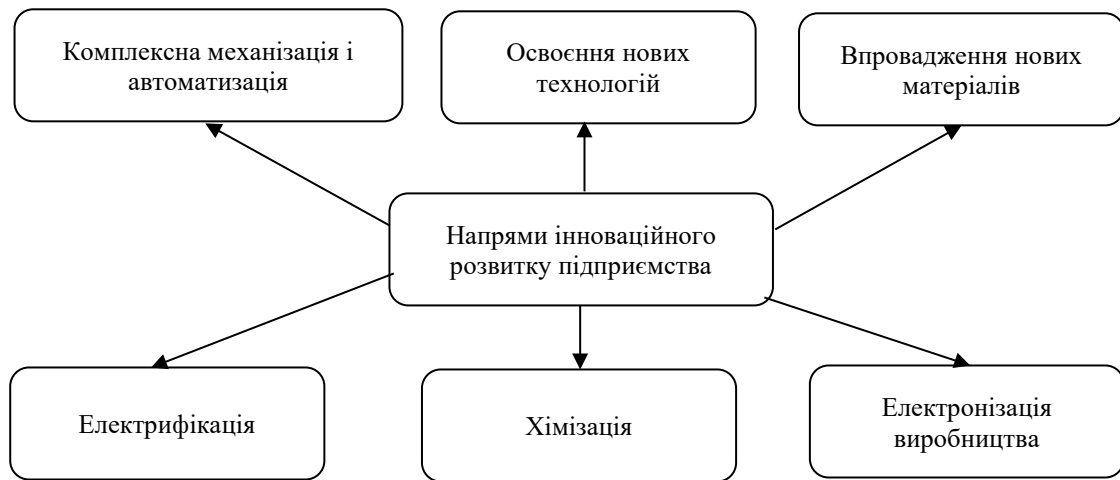 Комплексна механізація і
автоматизація
Освоєння нових
технологій
Впровадження нових
матеріалів
Напрями інноваційного
розвитку підприємства
Електрифікація
Хімізація
Електронізація
виробництва